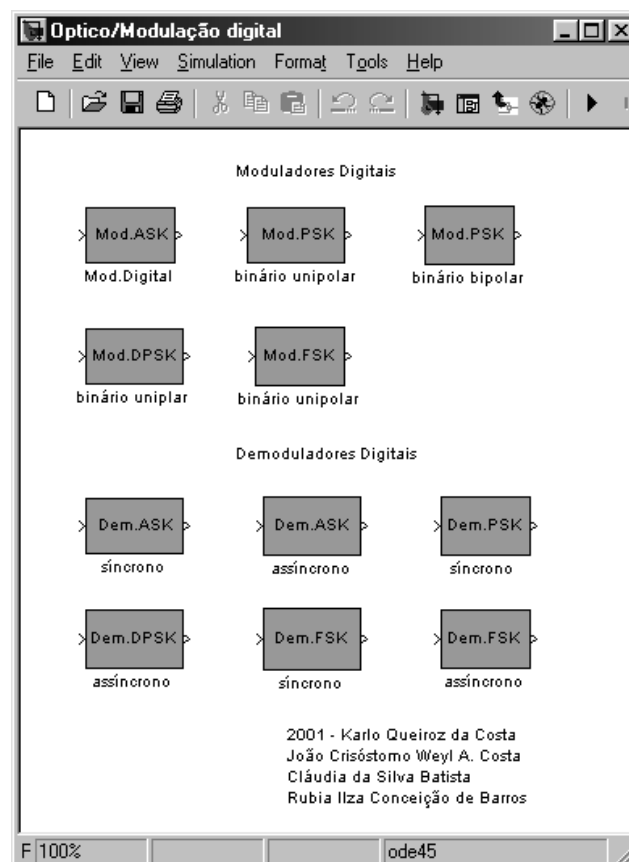 Optico/Modulação digital
File Edit View Simulation Format Tools Help
Moduladores Digitais
Mod.ASK Mod.PSK Mod.PSK
Mod.Digital binário unipolar binário bipolar
Mod.DPSK Mod.FSK
binário uniplar binário unipolar
Demoduladores Digitais
Dem.ASK Dem.ASK Dem.PSK
síncrono assíncrono síncrono
Dem.DPSK Dem.FSK Dem.FSK
assíncrono síncrono assíncrono
2001 - Karlo Queiroz da Costa
João Crisóstomo Weyl A. Costa
Cláudia da Silva Batista
Rubia Ilza Conceição de Barros
F 100% ode45